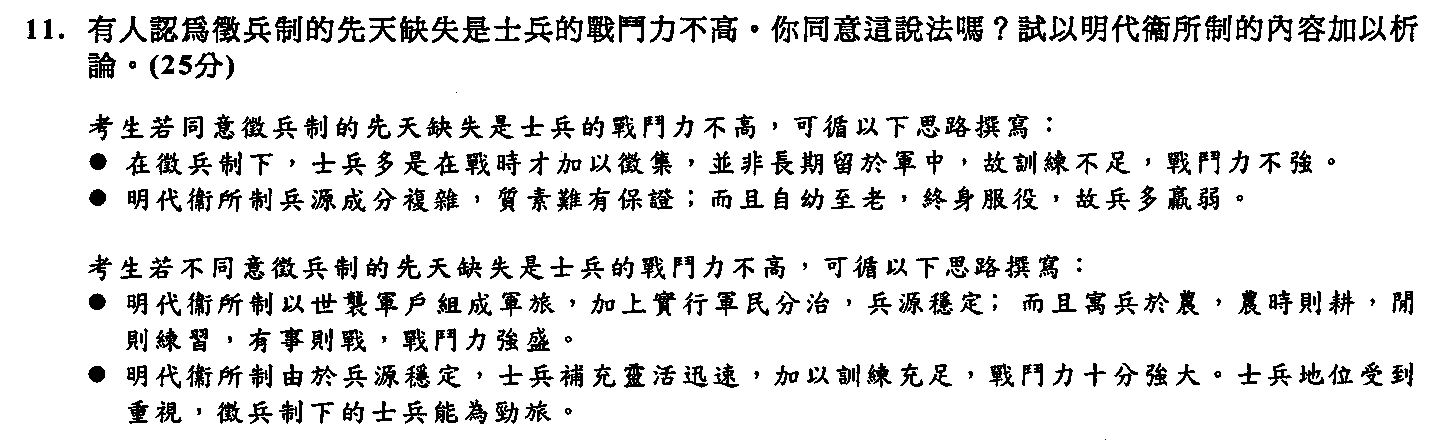 11. 有人認為徵兵制的先天缺失是士兵的戰鬥力不高。你同意這說法嗎？試以明代衞所制的內容加以析
論。(25分)
考生若同意徵兵制的先天缺失是士兵的戰鬥力不高，可循以下思路撰寫：
● 在徵兵制下，士兵多是在戰時才加以徵集，並非長期留於軍中，故訓練不足，戰鬥力不強。
● 明代衞所制兵源成分複雜，質素難有保證；而且自幼至老，終身服役，故兵多羸弱。
考生若不同意徵兵制的先天缺失是士兵的戰鬥力不高，可循以下思路撰寫：
● 明代衞所制以世襲軍戶組成軍旅，加上實行軍民分治，兵源穩定；而且寓兵於農，農時則耕，閒
則練習，有事則戰，戰鬥力強盛。
● 明代衞所制由於兵源穩定，士兵補充靈活迅速，加以訓練充足，戰鬥力十分強大。士兵地位受到
重視，徵兵制下的士兵能為勁旅。